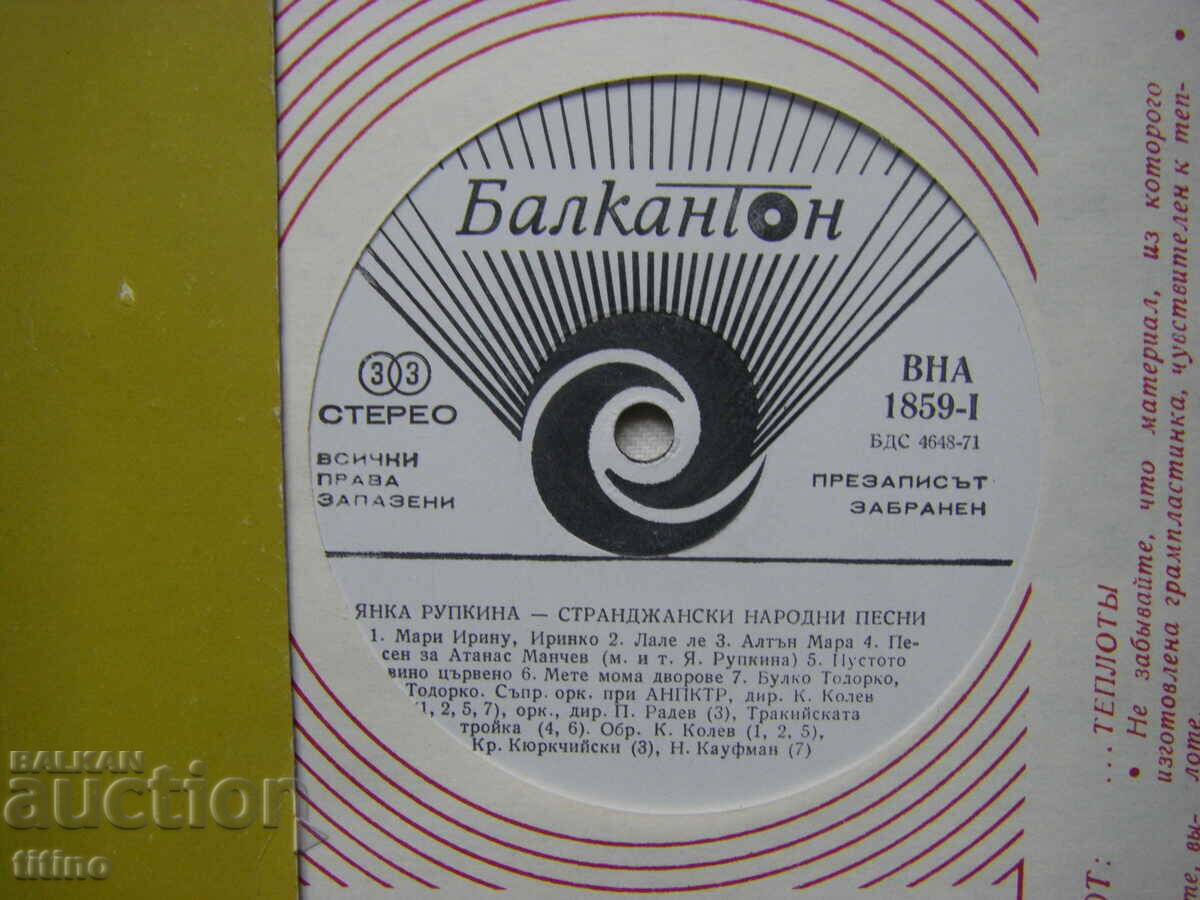 Балкантон
33
СТЕРЕО
ВСИЧКИ
ПРАВА
ЗАПАЗЕНИ
ВНА
1859-I
БДС 4648-71
ПРЕЗАПИСЪТ
ЗАБРАНЕН
ЯНКА РУПКИНА — СТРАНДЖАНСКИ НАРОДНИ ПЕСНИ
1. Мари Ирину, Иринко 2. Лале ле 3. Алтън Мара 4. Пе-
сен за Атанас Манчев (м. и т. Я. Рупкина) 5. Пустото
вино цървено 6. Мете мома дворове 7. Булко Тодорко,
Тодорко. Съпр. орк. при АНПКТР, дир. К. Колев
(1, 2, 5, 7), орк., дир. П. Радев (3), Тракийската
тройка (4, 6). Обр. К. Колев (1, 2, 5),
Кр. Кюркчийски (3), Н. Кауфман (7)
ОТ:
...ТЕПЛОТЫ
• Не забывайте, что материал, из которого
изготовлена грампластинка, чувствителен к теп-
лоте.
BALKAN
auction
titino